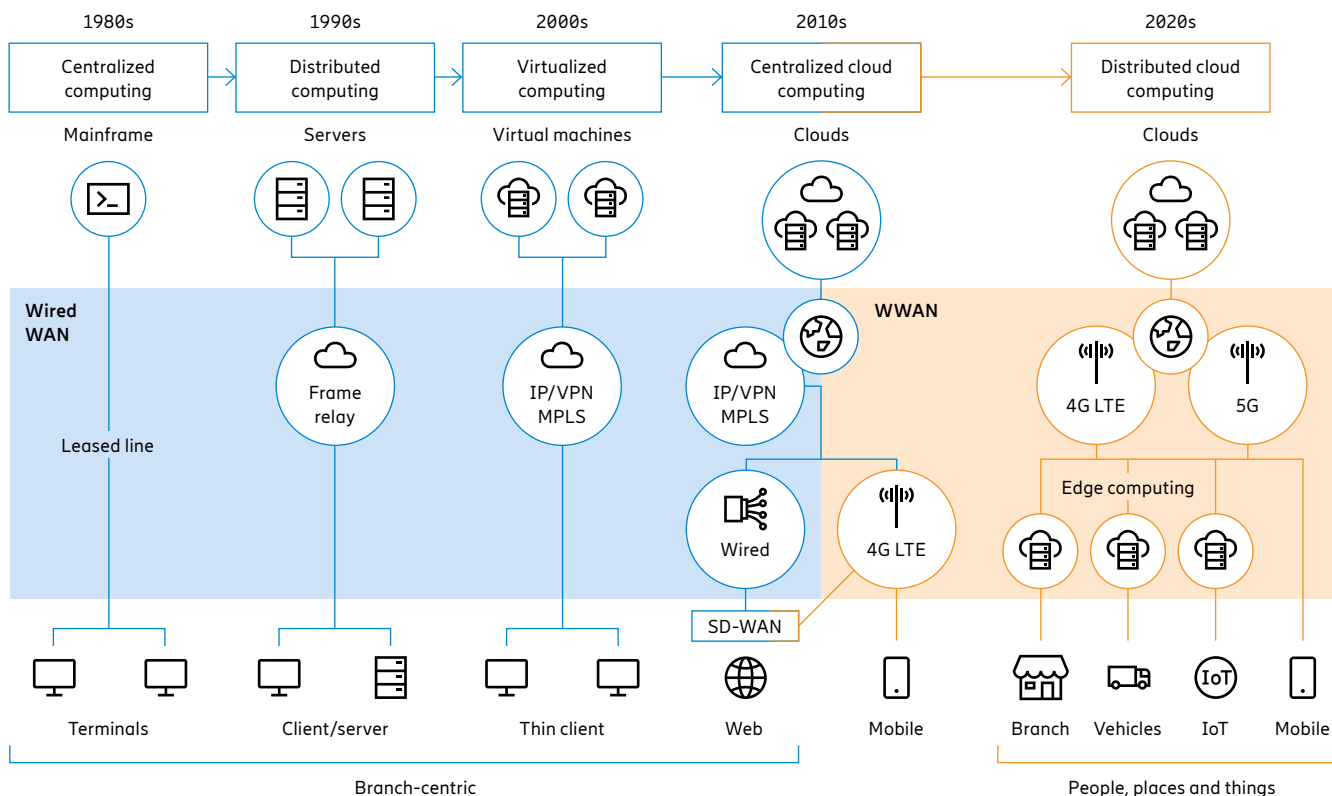 1980s
1990s
2000s
2010s
2020s
Centralized
computing
Distributed
computing
Virtualized
computing
Centralized cloud
computing
Distributed cloud
computing
Mainframe
Servers
Virtual machines
Clouds
Clouds
Wired
WAN
WWAN
Leased line
Frame
relay
IP/VPN
MPLS
IP/VPN
MPLS
4G LTE
5G
Wired
4G LTE
Edge computing
SD-WAN
IoT
Terminals
Client/server
Thin client
Web
Mobile
Branch
Vehicles
IoT
Mobile
Branch-centric
People, places and things